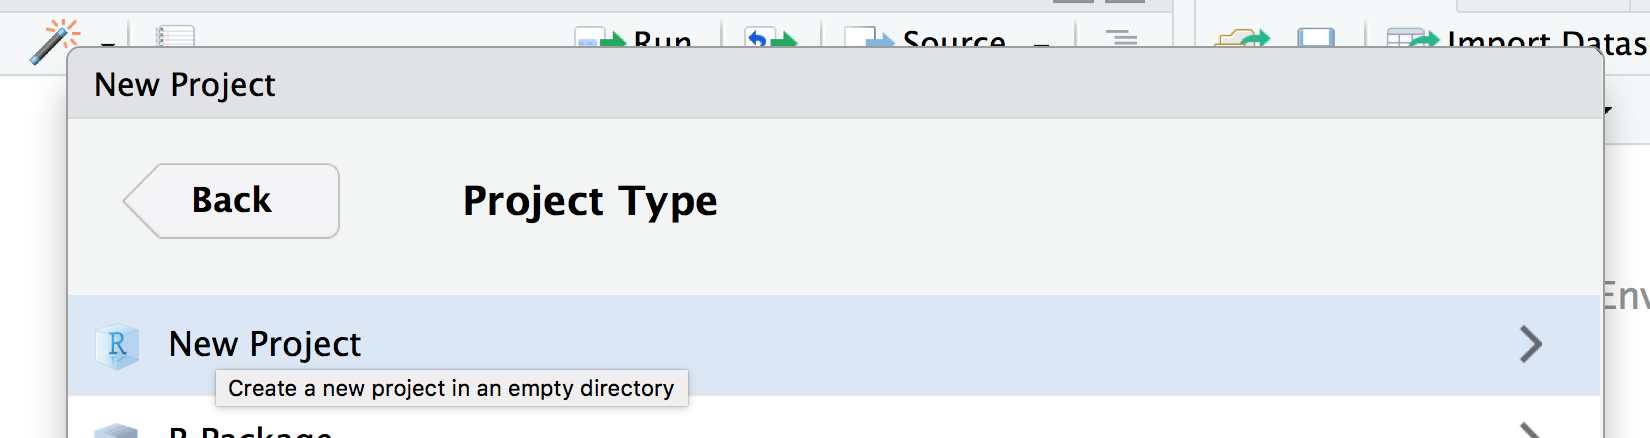 Run
Source
Import Datas
New Project
Back
Project Type
Env
New Project
Create a new project in an empty directory
R Package